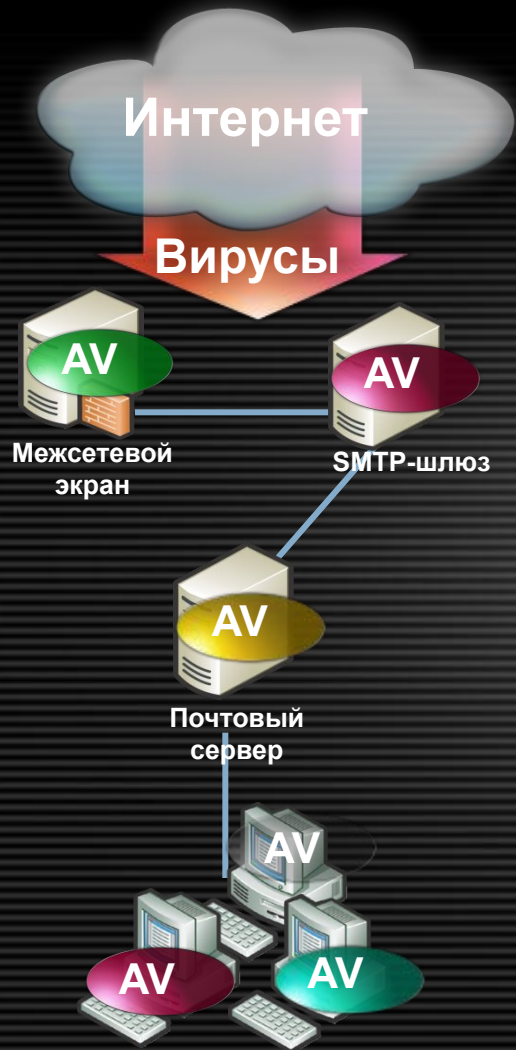 Интернет
Вирусы
AV
AV
Межсетевой
экран
SMTP-шлюз
AV
Почтовый
сервер
AV
AV
AV